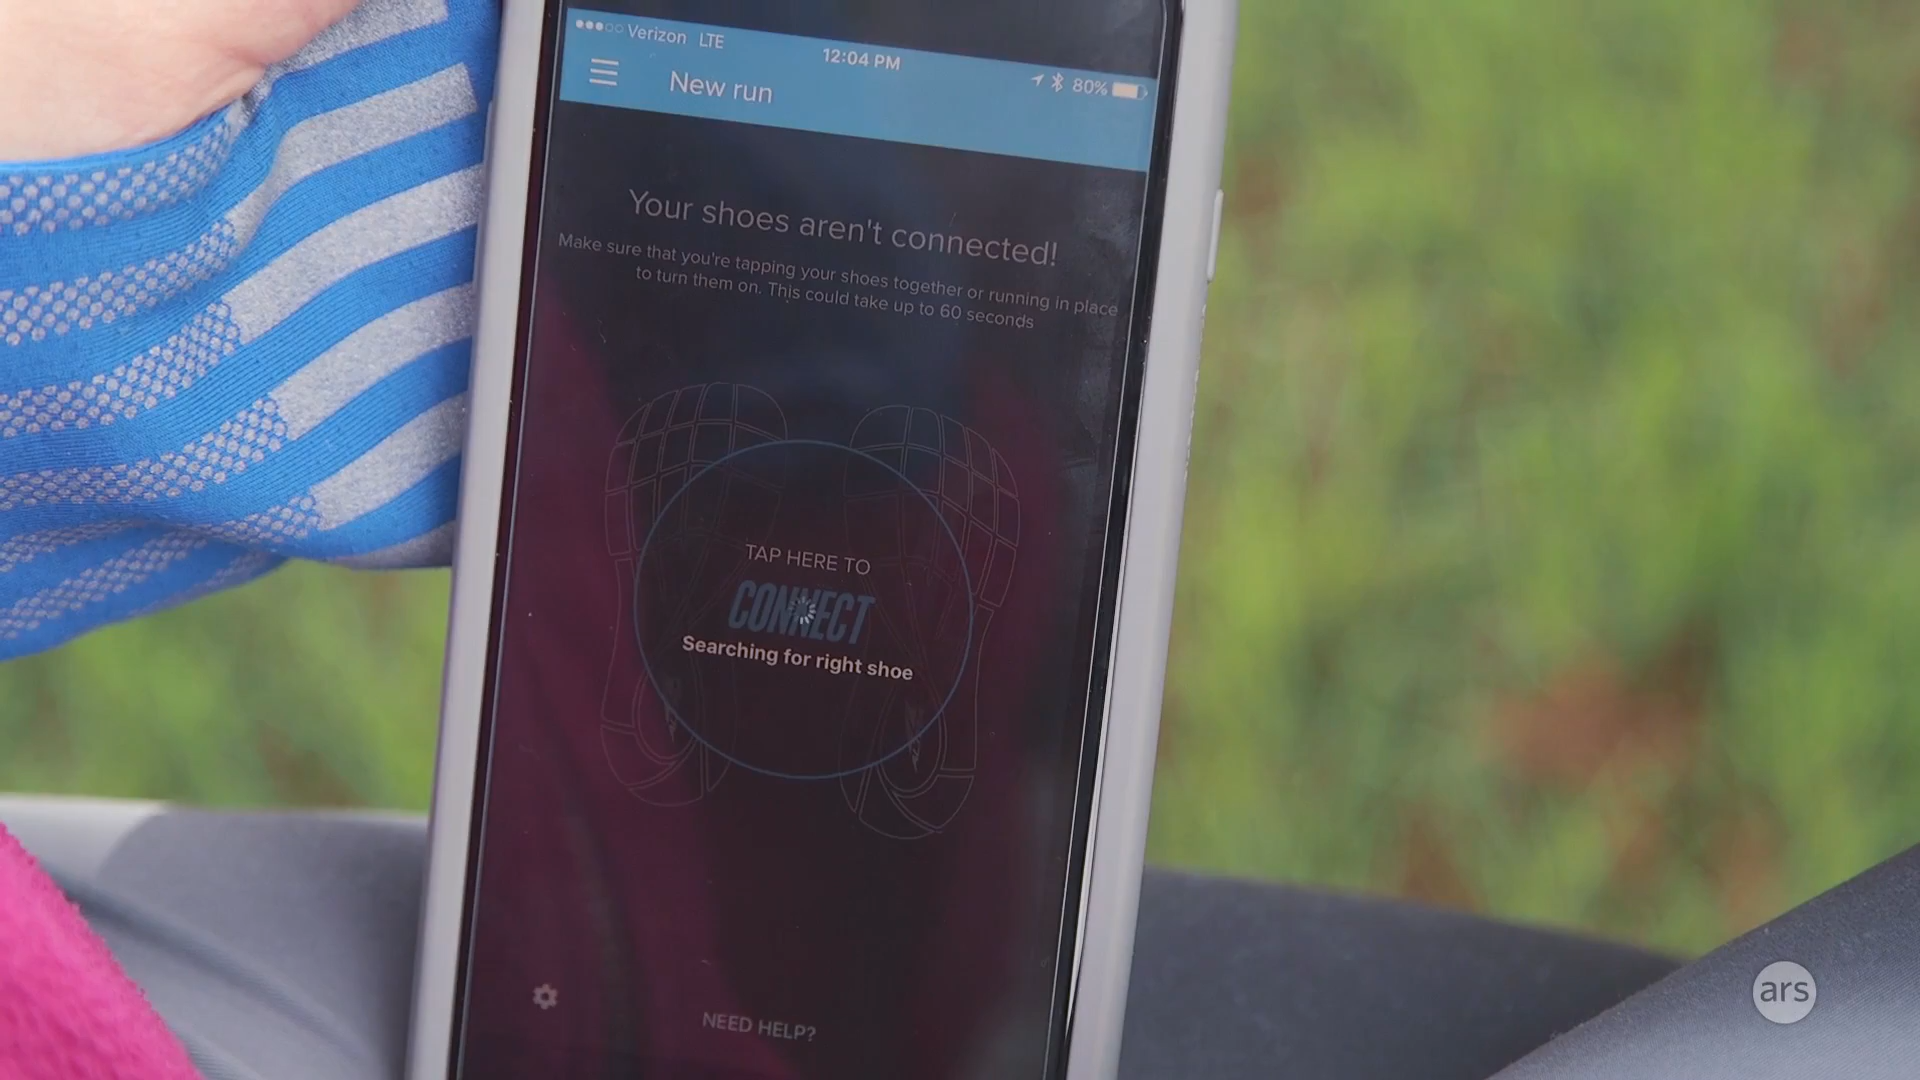 Verizon LTE 12:04 PM 80%
New run
Your shoes aren't connected!
Make sure that you're tapping your shoes together or running in place
to turn them on. This could take up to 60 seconds
TAP HERE TO
CONNECT
Searching for right shoe
NEED HELP?
ars